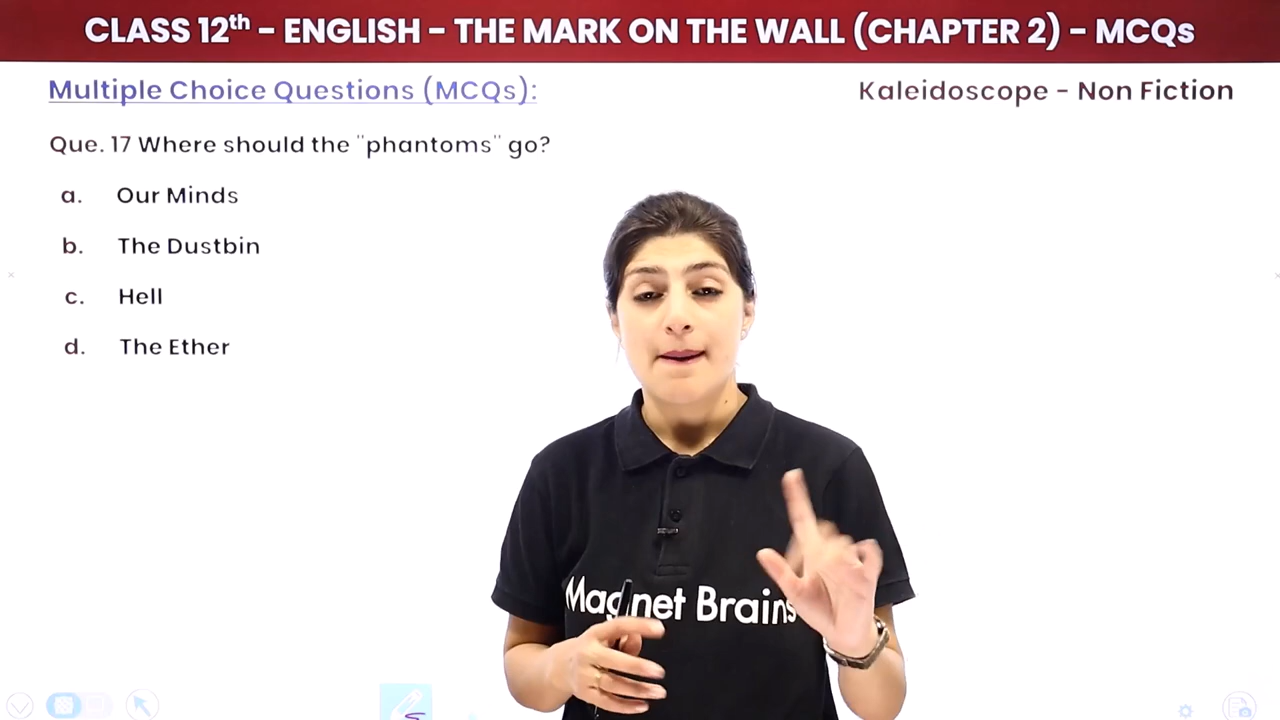 CLASS 12th - ENGLISH - THE MARK ON THE WALL (CHAPTER 2) - MCQs
Multiple Choice Questions (MCQs):
Kaleidoscope - Non Fiction
Que. 17 Where should the "phantoms" go?
a. Our Minds
b. The Dustbin
c. Hell
d. The Ether
Magnet Brains